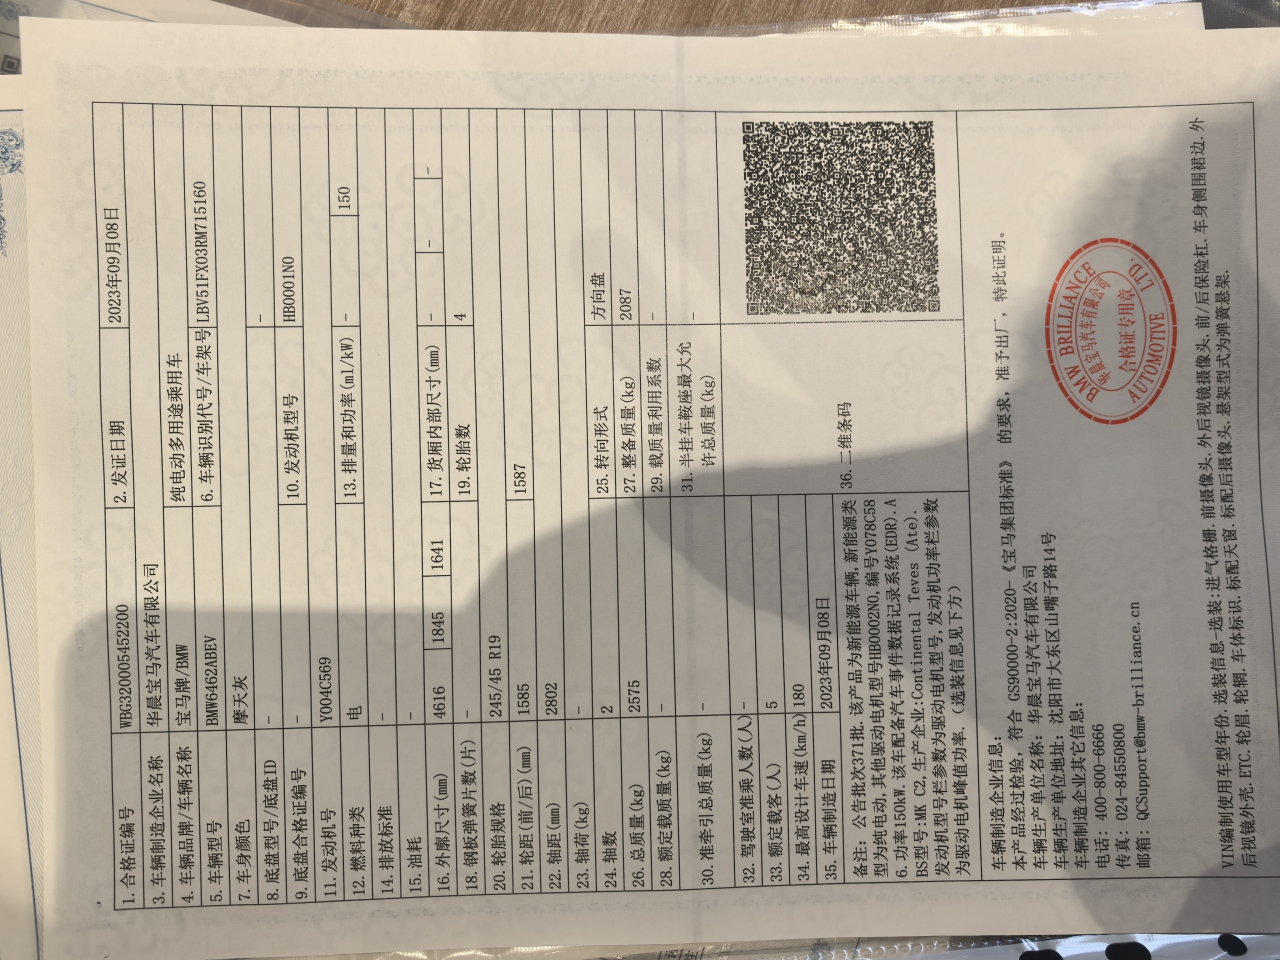 1.合格证编号 WBG320005452200 2.发证日期 2023年09月08日
3.车辆制造企业名称 华晨宝马汽车有限公司
4.车辆品牌/车辆名称 宝马牌/BMW 纯电动多用途乘用车
5.车辆型号 BMW6462ABEV 6.车辆识别代号/车架号 LBV51FX03RM715160
7.车身颜色 摩天灰
8.底盘型号/底盘ID - -
9.底盘合格证编号 - 10.发动机型号 HB0001N0
11.发动机号 Y004C569
12.燃料种类 电 13.排量和功率(ml/kW) - 150
14.排放标准 -
15.油耗 -
16.外廓尺寸(mm) 4616 1845 1641 17.货厢内部尺寸(mm) - - -
18.钢板弹簧片数(片) - 19.轮胎数 4
20.轮胎规格 245/45 R19
21.轮距(前/后)(mm) 1585 1587
22.轴距(mm) 2802
23.轴荷(kg) -
24.轴数 2 25.转向形式 方向盘
26.总质量(kg) 2575 27.整备质量(kg) 2087
28.额定载质量(kg) - 29.载质量利用系数 -
30.准牵引总质量(kg) - 31.半挂车鞍座最大允
许总质量(kg) -
32.驾驶室准乘人数(人) -
33.额定载客(人) 5
34.最高设计车速(km/h) 180
35.车辆制造日期 2023年09月08日
36.二维条码
备注: 公告批次371批.该产品为新能源车辆,新能源类
型为纯电动,其他驱动电机型号HB0002N0,编号Y078C58
6.功率150kW.该车配备汽车事件数据记录系统(EDR).A
BS型号:MK C2,生产企业:Continental Teves (Ate).
发动机型号栏参数为驱动电机型号,发动机功率栏参数
为驱动电机峰值功率.(选装信息见下方)
车辆制造企业信息:
本产品经过检验, 符合 GS90000-2:2020-《宝马集团标准》 的要求, 准予出厂, 特此证明。
车辆生产单位名称: 华晨宝马汽车有限公司
车辆生产单位地址: 沈阳市大东区山嘴子路14号
车辆制造企业其它信息:
电话: 400-800-6666
传真: 024-84550800
邮箱: QCSupport@bmw-brilliance.cn
BMW BRILLIANCE AUTOMOTIVE LTD.
华晨宝马汽车有限公司
合格证专用章
VIN编制使用车型年份.选装信息-选装:进气格栅.前摄像头.外后视镜摄像头.前/后保险杠.车身侧围裙边.外
后视镜外壳.ETC.轮眉.轮辋.车体标识.标配天窗.标配后摄像头.悬架型式为弹簧悬架.